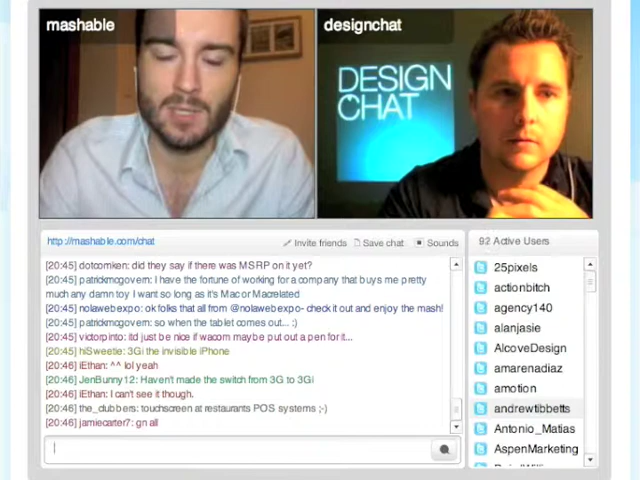 mashable
designchat
DESIGN
CHAT
http://mashable.com/chat
Invite friends
Save chat
Sounds
92 Active Users
[20:45] dotcomken: did they say if there was MSRP on it yet?
[20:45] patrickmcgovern: I have the fortune of working for a company that buys me pretty
much any damn toy I want so long as it's Mac or Mac related
[20:45] nolawebexpo: ok folks that all from @nolawebexpo- check it out and enjoy the mash!
[20:45] patrickmcgovern: so when the tablet comes out... ;)
[20:45] victorpinto: itd just be nice if wacom maybe put out a pen for it...
[20:45] hiSweetie: 3Gi the invisible iPhone
[20:46] iEthan: ^^ lol yeah
[20:46] JenBunny12: Haven't made the switch from 3G to 3Gi
[20:46] iEthan: I can't see it though.
[20:46] the_dubbers: touchscreen at restaurants POS systems ;-)
[20:46] jamiecarter7: gn all
25pixels
actionbitch
agency140
alanjasie
AlcoveDesign
amarenadiaz
amotion
andrewtibbetts
Antonio_Matias
AspenMarketing